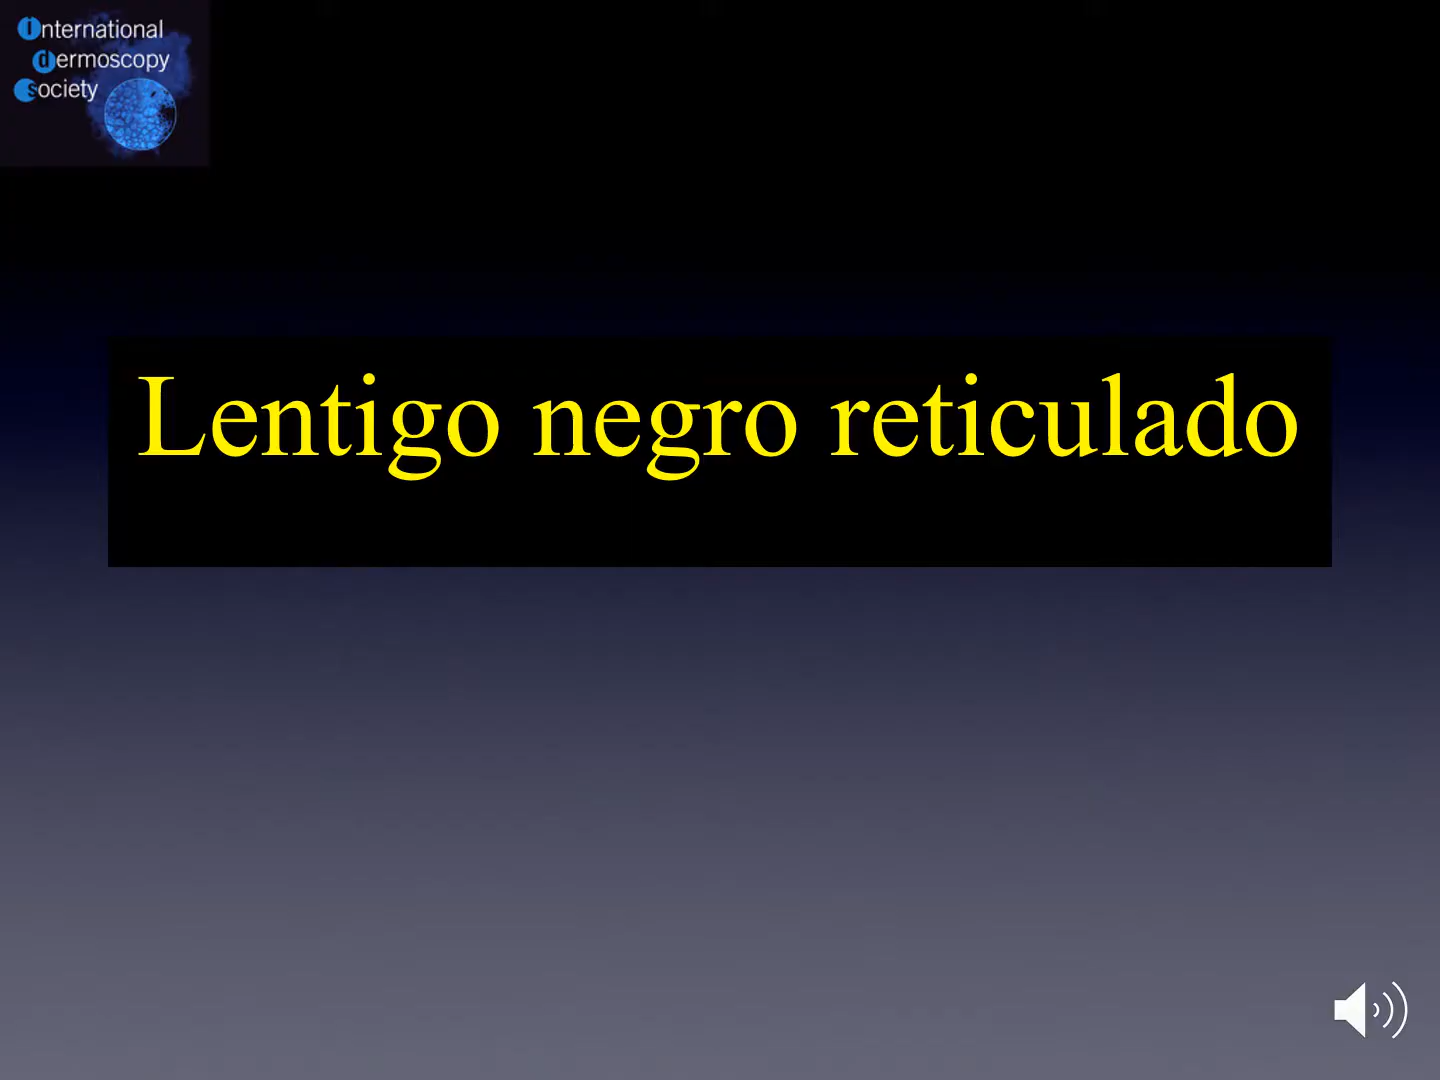 international
dermoscopy
society
Lentigo negro reticulado